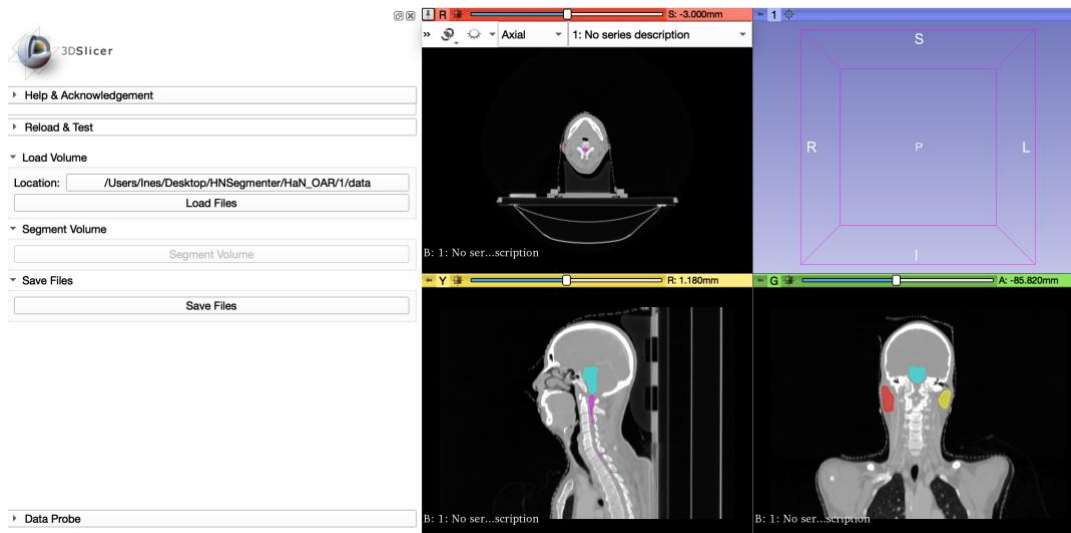 3DSlicer
Help & Acknowledgement
Reload & Test
Load Volume
Location: /Users/Ines/Desktop/HNSegmenter/HaN_OAR/1/data
Load Files
Segment Volume
Segment Volume
Save Files
Save Files
Data Probe
R S: -3.000mm
» Axial 1: No series description
B: 1: No ser...scription
1
S
R P L
I
Y R: 1.180mm
B: 1: No ser...scription
G A: -85.820mm
B: 1: No ser...scription